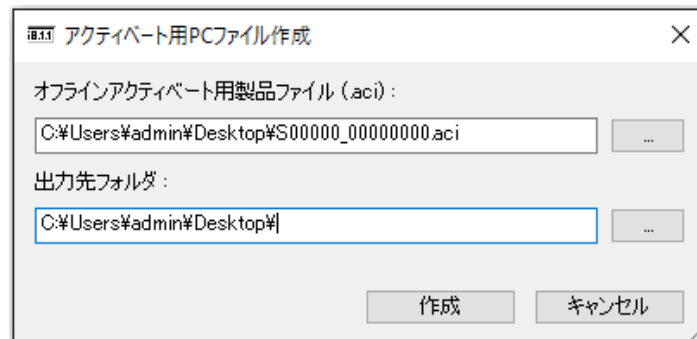 アクティベート用PCファイル作成
オフラインアクティベート用製品ファイル (.aci) :
C:¥Users¥admin¥Desktop¥S00000_00000000.aci
...
出力先フォルダ :
C:¥Users¥admin¥Desktop¥
...
作成
キャンセル